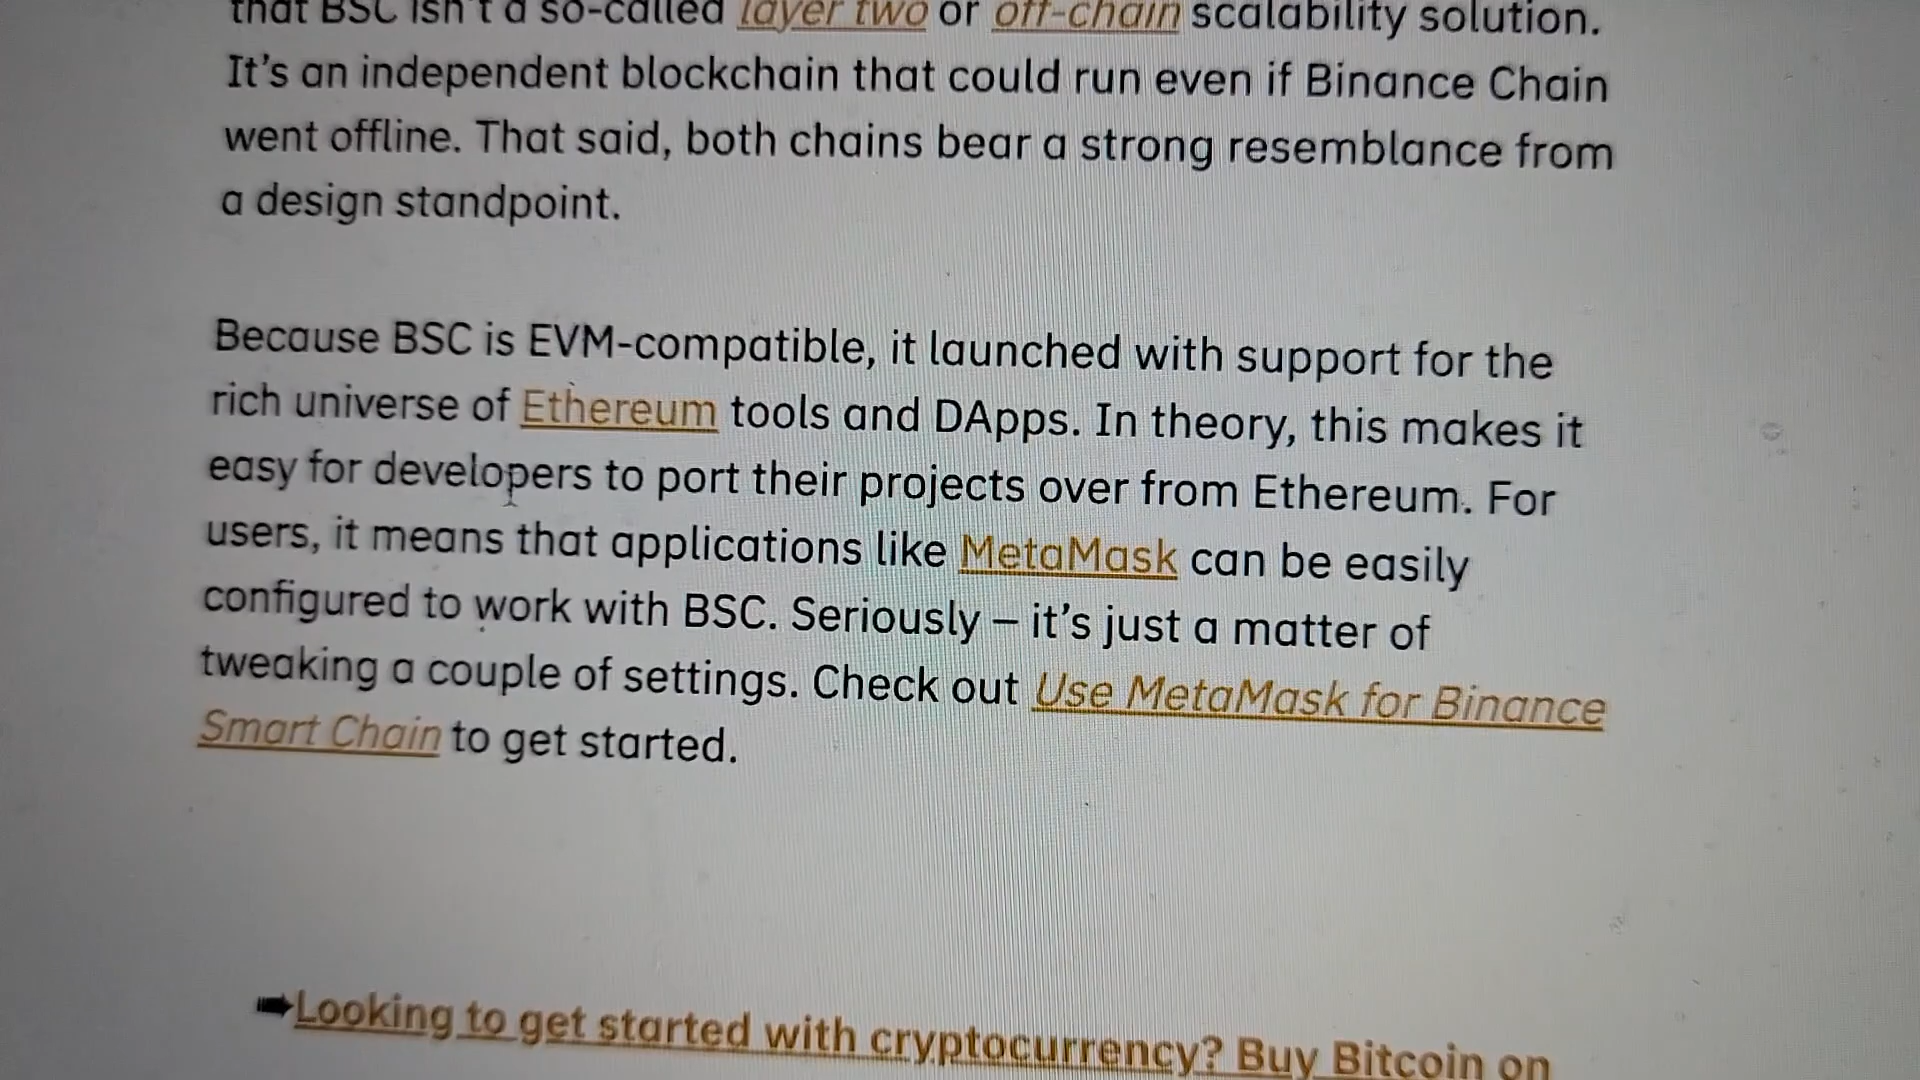 that BSC isn't a so-called layer two or off-chain scalability solution.
It's an independent blockchain that could run even if Binance Chain
went offline. That said, both chains bear a strong resemblance from
a design standpoint.
Because BSC is EVM-compatible, it launched with support for the
rich universe of Ethereum tools and DApps. In theory, this makes it
easy for developers to port their projects over from Ethereum. For
users, it means that applications like MetaMask can be easily
configured to work with BSC. Seriously – it's just a matter of
tweaking a couple of settings. Check out Use MetaMask for Binance
Smart Chain to get started.
➡Looking to get started with cryptocurrency? Buy Bitcoin on